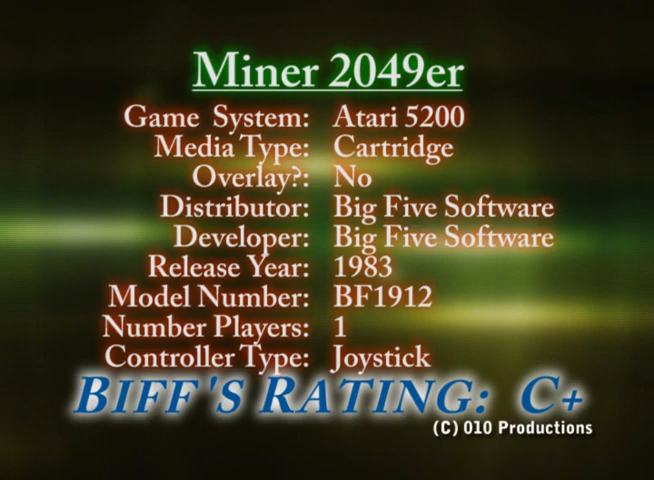 Miner 2049er
Game System: Atari 5200
Media Type: Cartridge
Overlay?: No
Distributor: Big Five Software
Developer: Big Five Software
Release Year: 1983
Model Number: BF1912
Number Players: 1
Controller Type: Joystick
BIFF'S RATING: C+
(C) 010 Productions